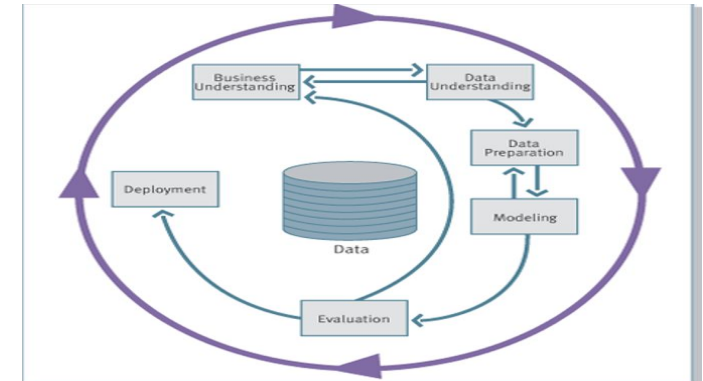 Business
Understanding
Data
Understanding
Data
Preparation
Deployment
Modeling
Data
Evaluation